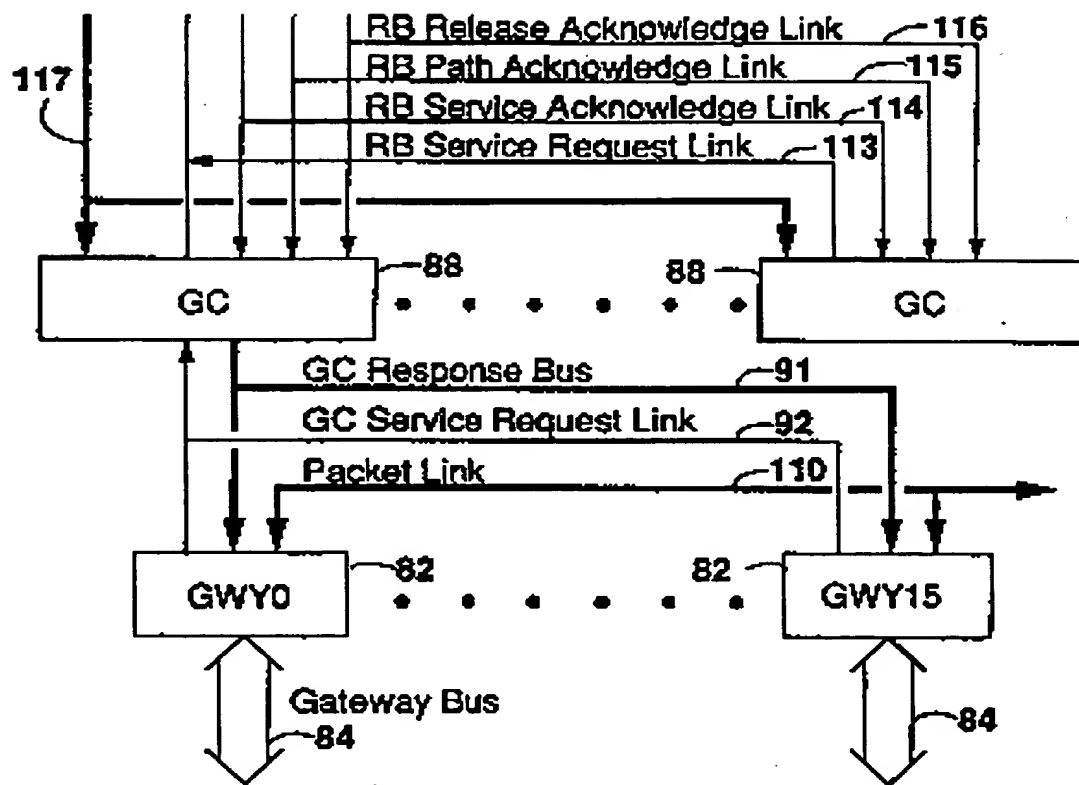 RB Release Acknowledge Link 116
117 RB Path Acknowledge Link 115
RB Service Acknowledge Link 114
RB Service Request Link 113
88 88
GC GC
GC Response Bus 91
GC Service Request Link 92
Packet Link 110
82 82
GWY0 GWY15
Gateway Bus
84 84